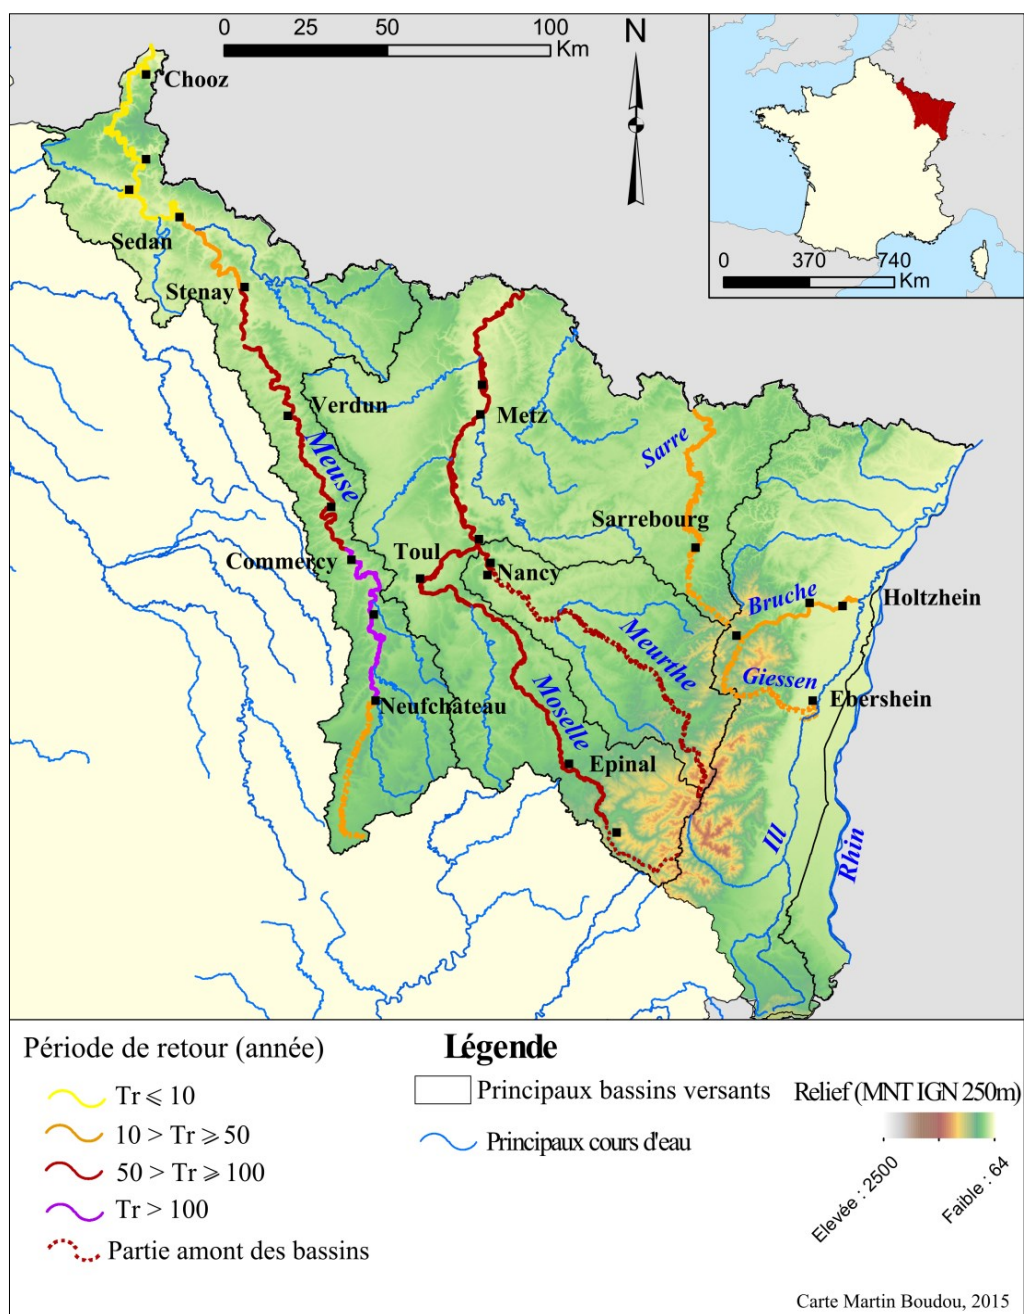 0 25 50 100
Km
N
Chooz
0 370 740
Km
Sedan
Stenay
Verdun
Meuse
Metz
Sarre
Sarrebourg
Commercy
Toul
Nancy
Bruche
Holtzhein
Meurthe
Giessen
Ebershein
Neufchâteau
Moselle
Epinal
Ill
Rhin
Période de retour (année)
Tr ⩽ 10
10 > Tr ⩾ 50
50 > Tr ⩾ 100
Tr > 100
Partie amont des bassins
Légende
Principaux bassins versants
Principaux cours d'eau
Relief (MNT IGN 250m)
Elevée : 2500
Faible : 64
Carte Martin Boudou, 2015